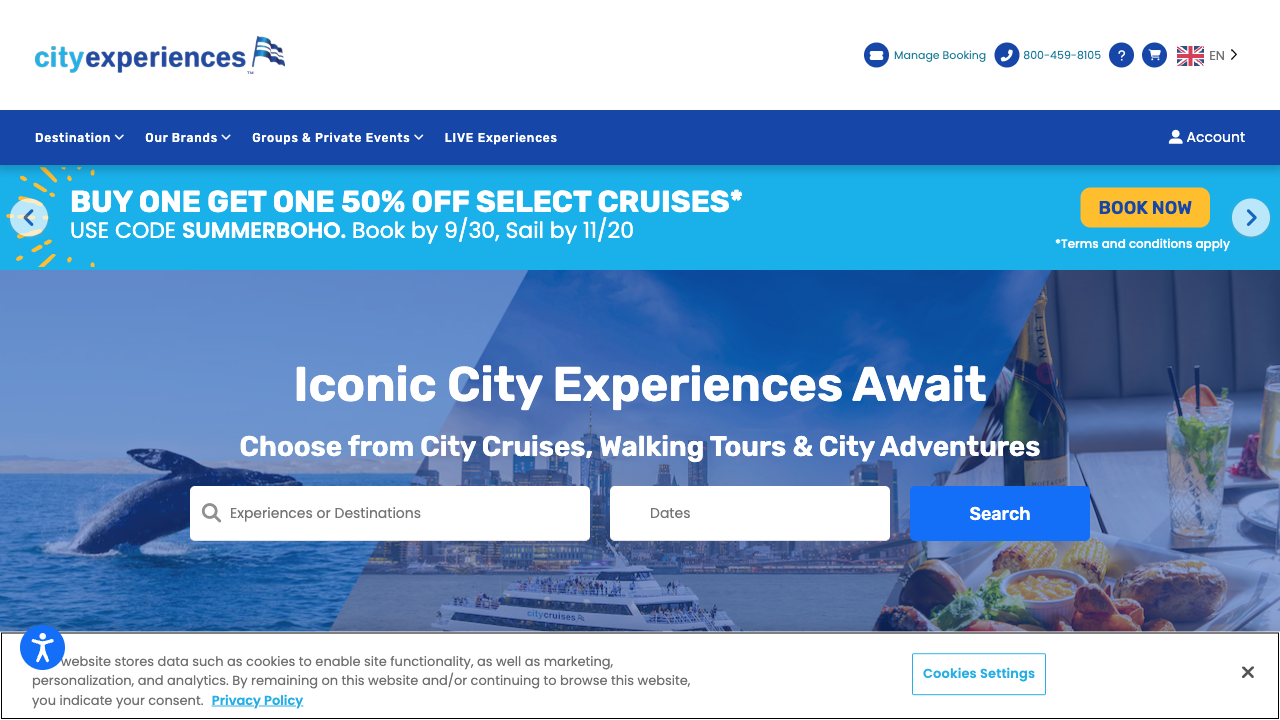 cityexperiences
TM
Manage Booking
800-459-8105
?
EN
Destination
Our Brands
Groups & Private Events
LIVE Experiences
Account
BUY ONE GET ONE 50% OFF SELECT CRUISES*
USE CODE SUMMERBOHO. Book by 9/30, Sail by 11/20
BOOK NOW
*Terms and conditions apply
Iconic City Experiences Await
Choose from City Cruises, Walking Tours & City Adventures
Experiences or Destinations
Dates
Search
MOËT
citycruises
website stores data such as cookies to enable site functionality, as well as marketing,
personalization, and analytics. By remaining on this website and/or continuing to browse this website,
you indicate your consent. Privacy Policy
Cookies Settings